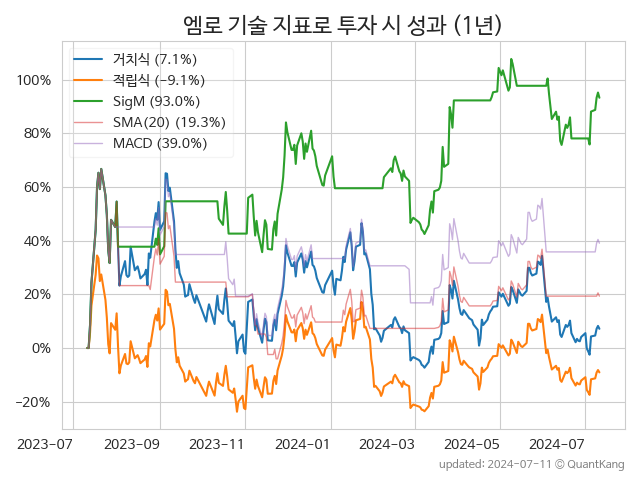 엠로 기술 지표로 투자 시 성과 (1년)
거치식 (7.1%)
적립식 (−9.1%)
SigM (93.0%)
SMA(20) (19.3%)
MACD (39.0%)
100%
80%
60%
40%
20%
0%
−20%
2023-07
2023-09
2023-11
2024-01
2024-03
2024-05
2024-07
updated: 2024-07-11 © QuantKang